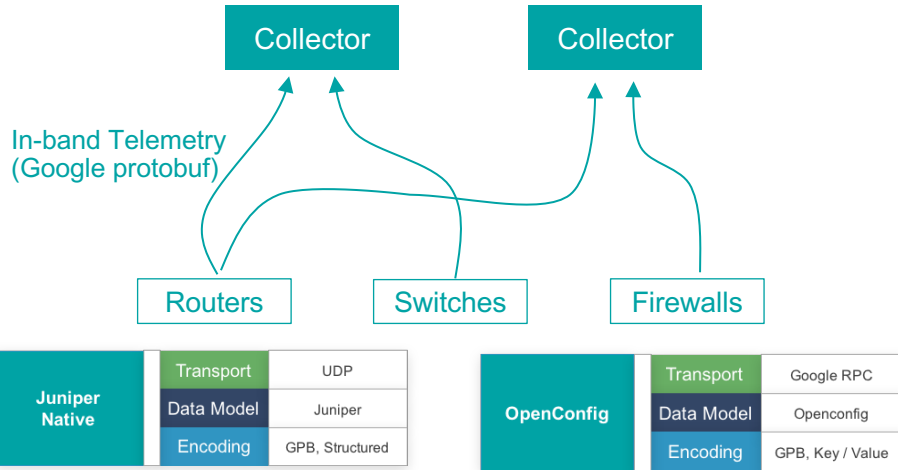 Collector
Collector
In-band Telemetry
(Google protobuf)
Routers
Switches
Firewalls
Juniper
Native
Transport
UDP
Data Model
Juniper
Encoding
GPB, Structured
OpenConfig
Transport
Google RPC
Data Model
Openconfig
Encoding
GPB, Key / Value